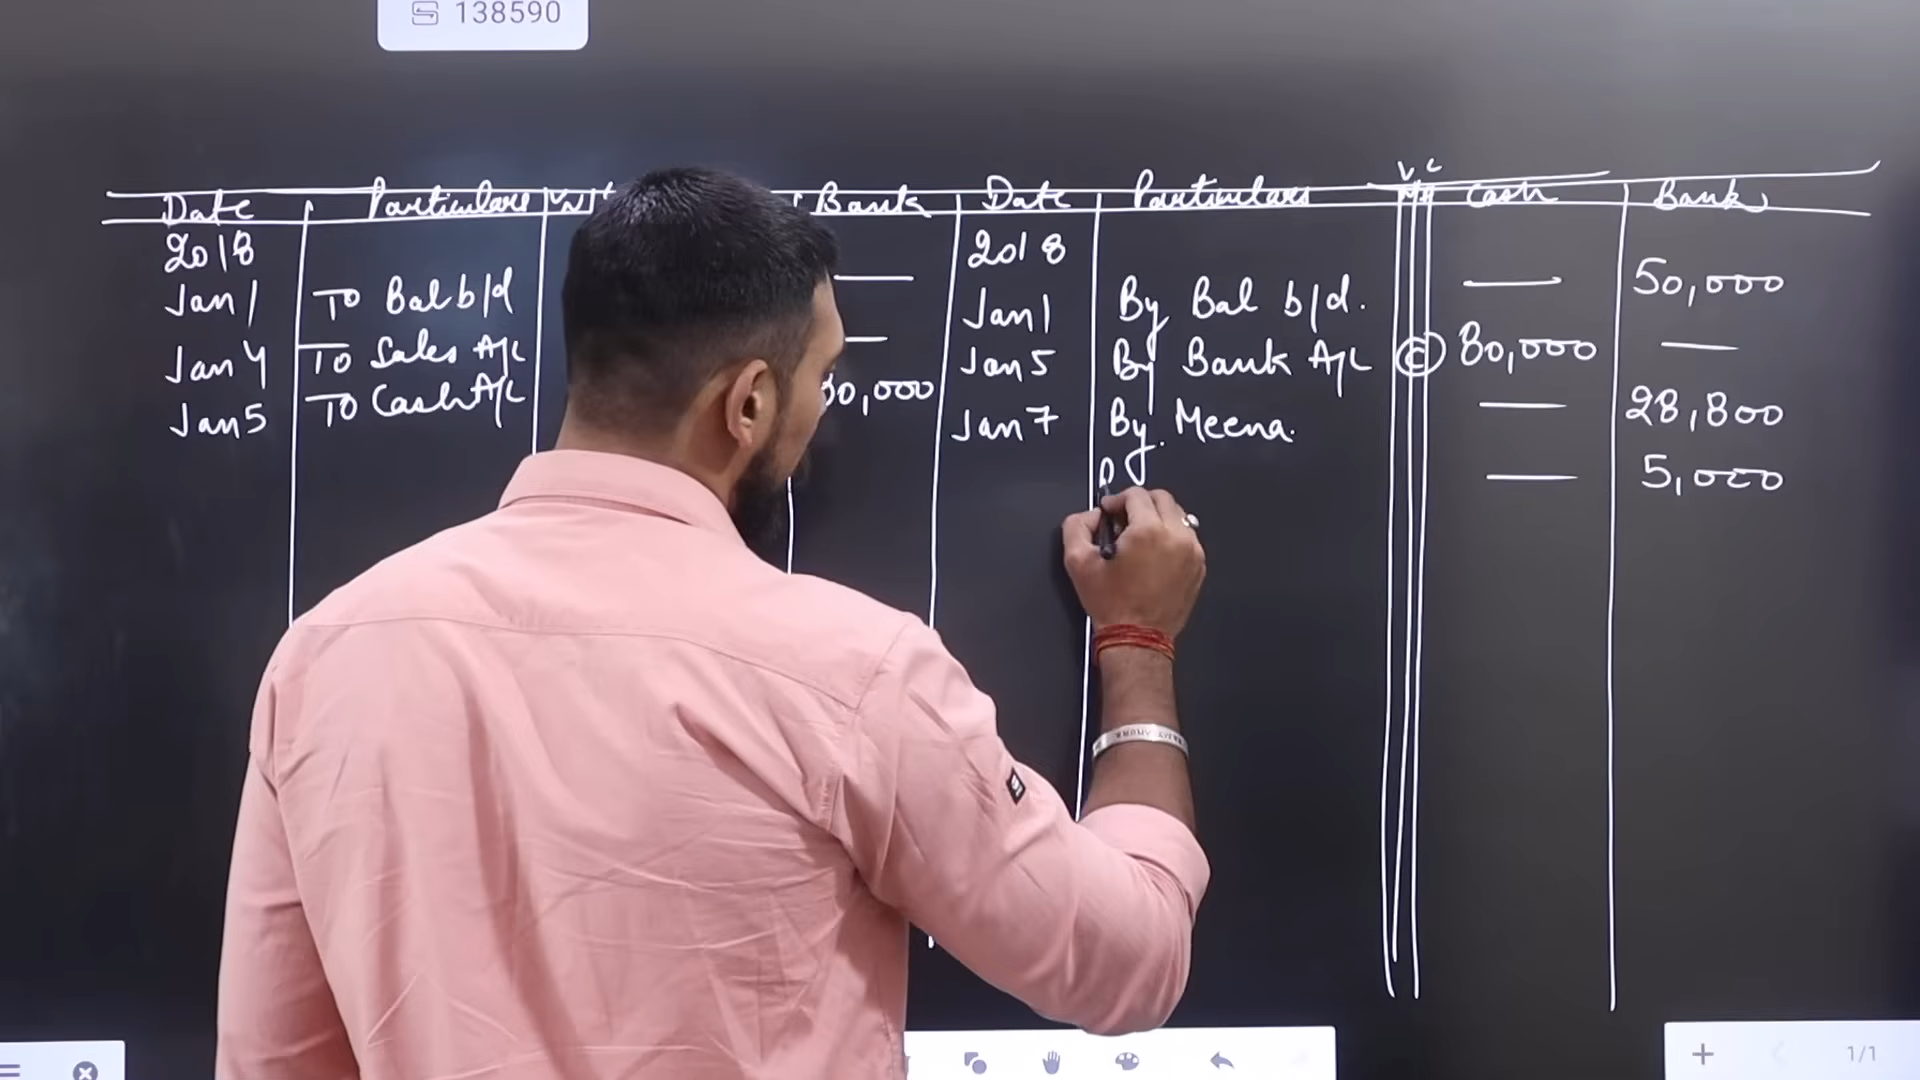 138590
Date Particulars Bank Date Particulars Cash Bank
2018 — 2018 — 50,000
Jan 1 To Bal b/d — Jan 1 By Bal b/d.
Jan 4 To Sales A/c Jan 5 By Bank A/c C 80,000 —
Jan 5 To Cash A/c 80,000 Jan 7 By Meena. — 28,800
— 5,000
1/1